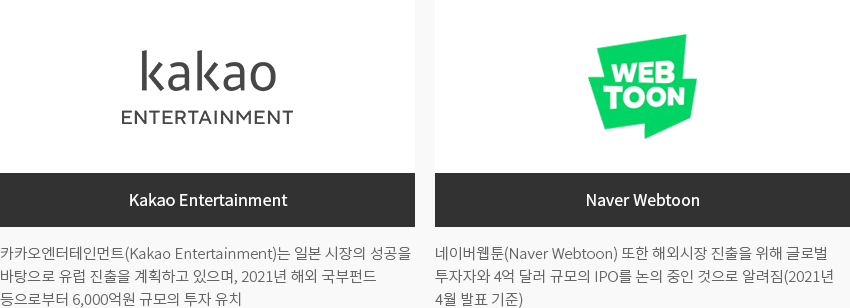 kakao
ENTERTAINMENT
Kakao Entertainment
카카오엔터테인먼트(Kakao Entertainment)는 일본 시장의 성공을
바탕으로 유럽 진출을 계획하고 있으며, 2021년 해외 국부펀드
등으로부터 6,000억원 규모의 투자 유치
WEB
TOON
Naver Webtoon
네이버웹툰(Naver Webtoon) 또한 해외시장 진출을 위해 글로벌
투자자와 4억 달러 규모의 IPO를 논의 중인 것으로 알려짐(2021년
4월 발표 기준)